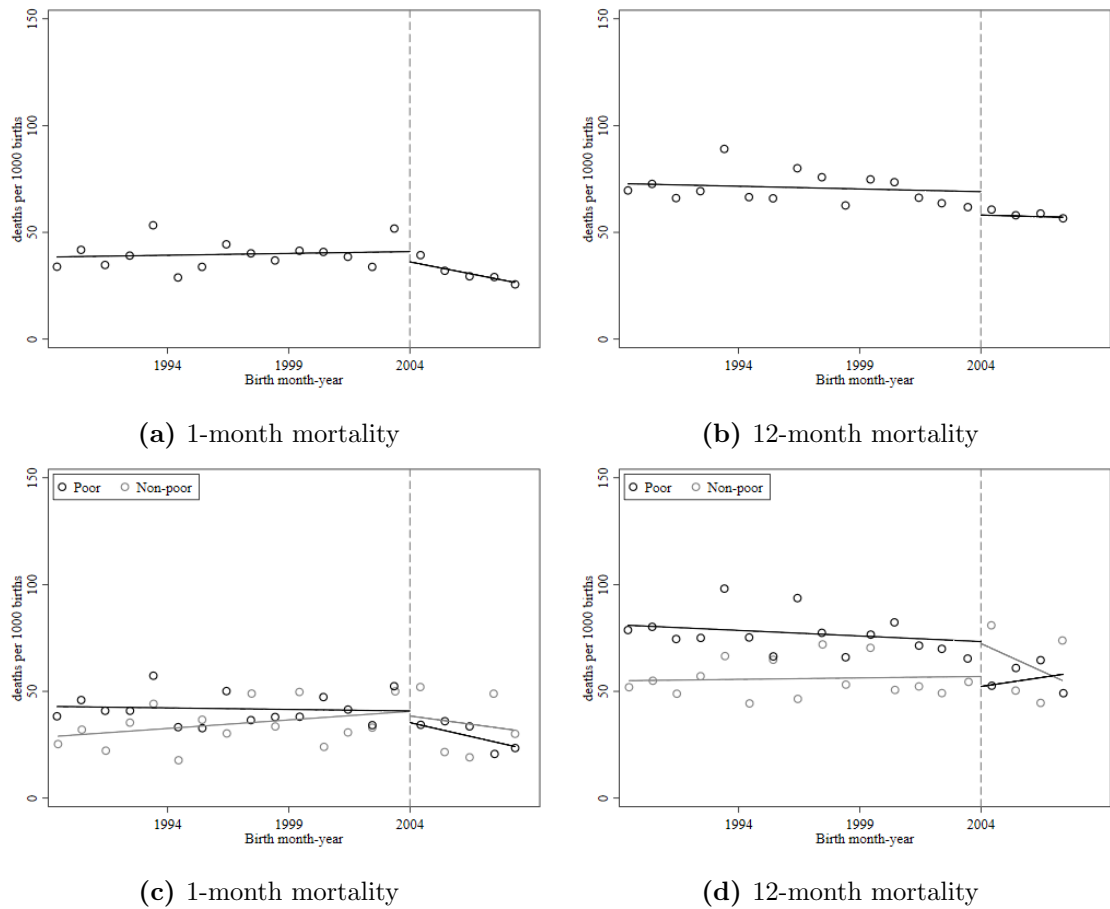 deaths per 1000 births
0 50 100 150
1994 1999 2004
Birth month-year
(a) 1-month mortality
deaths per 1000 births
0 50 100 150
1994 1999 2004
Birth month-year
(b) 12-month mortality
Poor Non-poor
deaths per 1000 births
0 50 100 150
1994 1999 2004
Birth month-year
(c) 1-month mortality
Poor Non-poor
deaths per 1000 births
0 50 100 150
1994 1999 2004
Birth month-year
(d) 12-month mortality